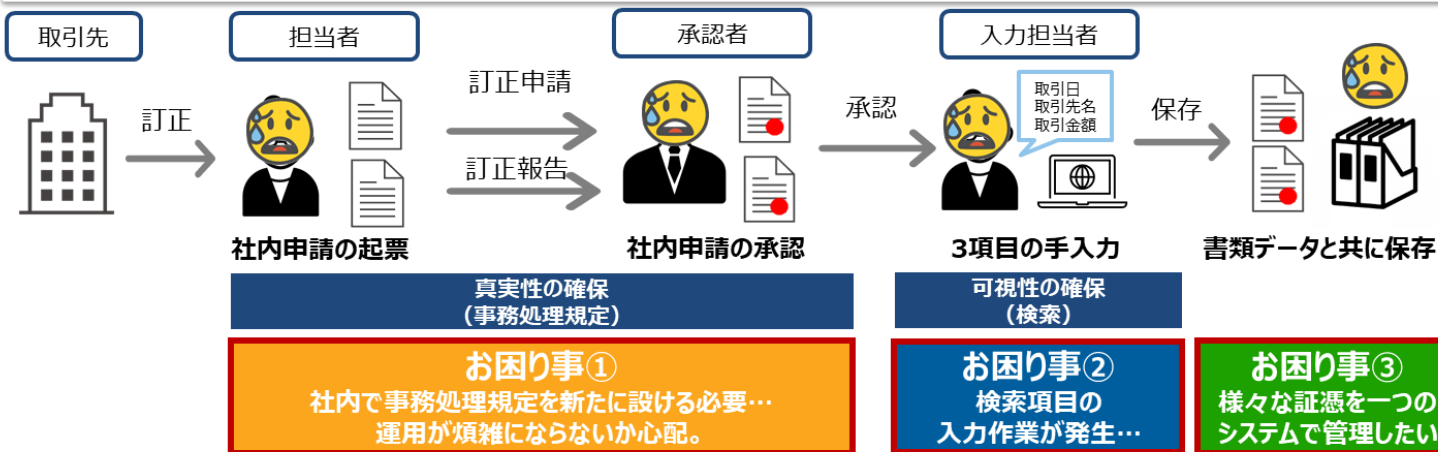 取引先
担当者
承認者
入力担当者
訂正
訂正申請
訂正報告
承認
取引日
取引先名
取引金額
保存
社内申請の起票
社内申請の承認
3項目の手入力
書類データと共に保存
真実性の確保
(事務処理規定)
可視性の確保
(検索)
お困り事①
社内で事務処理規定を新たに設ける必要…
運用が煩雑にならないか心配。
お困り事②
検索項目の
入力作業が発生…
お困り事③
様々な証憑を一つの
システムで管理したい